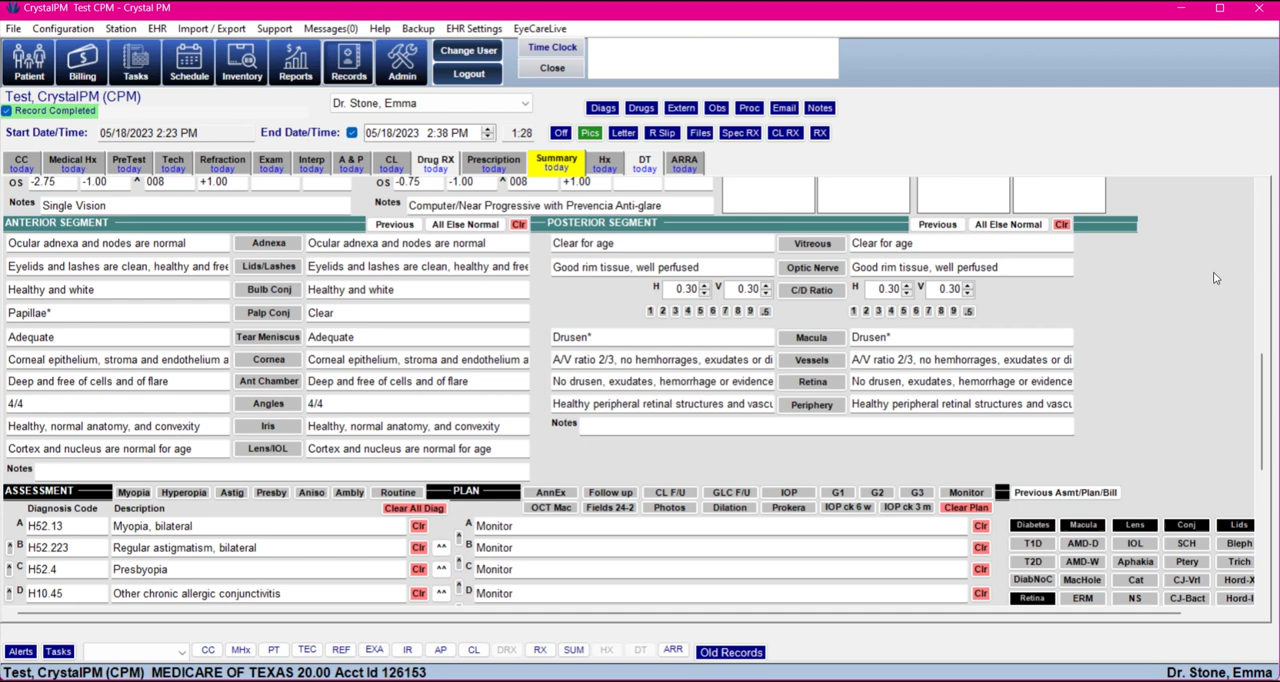 CrystalPM Test CPM - Crystal PM
File Configuration Station EHR Import / Export Support Messages(0) Help Backup EHR Settings EyeCareLive
Patient Billing Tasks Schedule Inventory Reports Records Admin Change User Logout Time Clock Close
Test, CrystalPM (CPM)
Record Completed Dr. Stone, Emma Diags Drugs Extern Obs Proc Email Notes
Start Date/Time: 05/18/2023 2:23 PM End Date/Time: 05/18/2023 2:38 PM 1:28 Off Pics Letter R Slip Files Spec RX CL RX RX
CC Medical Hx PreTest Tech Refraction Exam Interp A & P CL Drug RX Prescription Summary Hx DT ARRA
today today today today today today today today today today today today today today today
OS -2.75 -1.00 ^ 008 +1.00 OS -0.75 -1.00 ^ 008 +1.00
Notes Single Vision Notes Computer/Near Progressive with Prevencia Anti-glare
ANTERIOR SEGMENT Previous All Else Normal Clr POSTERIOR SEGMENT Previous All Else Normal Clr
Ocular adnexa and nodes are normal Adnexa Ocular adnexa and nodes are normal Clear for age Vitreous Clear for age
Eyelids and lashes are clean, healthy and free Lids/Lashes Eyelids and lashes are clean, healthy and free Good rim tissue, well perfused Optic Nerve Good rim tissue, well perfused
Healthy and white Bulb Conj Healthy and white H 0.30 V 0.30 C/D Ratio H 0.30 V 0.30
Papillae* Palp Conj Clear 1 2 3 4 5 6 7 8 9 .5 1 2 3 4 5 6 7 8 9 .5
Adequate Tear Meniscus Adequate Drusen* Macula Drusen*
Corneal epithelium, stroma and endothelium a Cornea Corneal epithelium, stroma and endothelium a A/V ratio 2/3, no hemhorrages, exudates or di Vessels A/V ratio 2/3, no hemhorrages, exudates or di
Deep and free of cells and of flare Ant Chamber Deep and free of cells and of flare No drusen, exudates, hemorrhage or evidence Retina No drusen, exudates, hemorrhage or evidence
4/4 Angles 4/4 Healthy peripheral retinal structures and vascu Periphery Healthy peripheral retinal structures and vascu
Healthy, normal anatomy, and convexity Iris Healthy, normal anatomy, and convexity Notes
Cortex and nucleus are normal for age Lens/IOL Cortex and nucleus are normal for age
Notes
ASSESSMENT Myopia Hyperopia Astig Presby Aniso Ambly Routine PLAN AnnEx Follow up CL F/U GLC F/U IOP G1 G2 G3 Monitor Previous Asmt/Plan/Bill
Diagnosis Code Description Clear All Diag OCT Mac Fields 24-2 Photos Dilation Prokera IOP ck 6 w IOP ck 3 m Clear Plan
A H52.13 Myopia, bilateral Clr A Monitor Clr Diabetes Macula Lens Conj Lids
B H52.223 Regular astigmatism, bilateral Clr ^^ B Monitor Clr T1D AMD-D IOL SCH Bleph
C H52.4 Presbyopia Clr ^^ C Monitor Clr T2D AMD-W Aphakia Ptery Trich
DiabNoC MacHole Cat CJ-Vrl Hord-X
D H10.45 Other chronic allergic conjunctivitis Clr ^^ D Monitor Clr Retina ERM NS CJ-Bact Hord-I
Alerts Tasks CC MHx PT TEC REF EXA IR AP CL DRX RX SUM HX DT ARR Old Records
Test, CrystalPM (CPM) MEDICARE OF TEXAS 20.00 Acct Id 126153 Dr. Stone, Emma